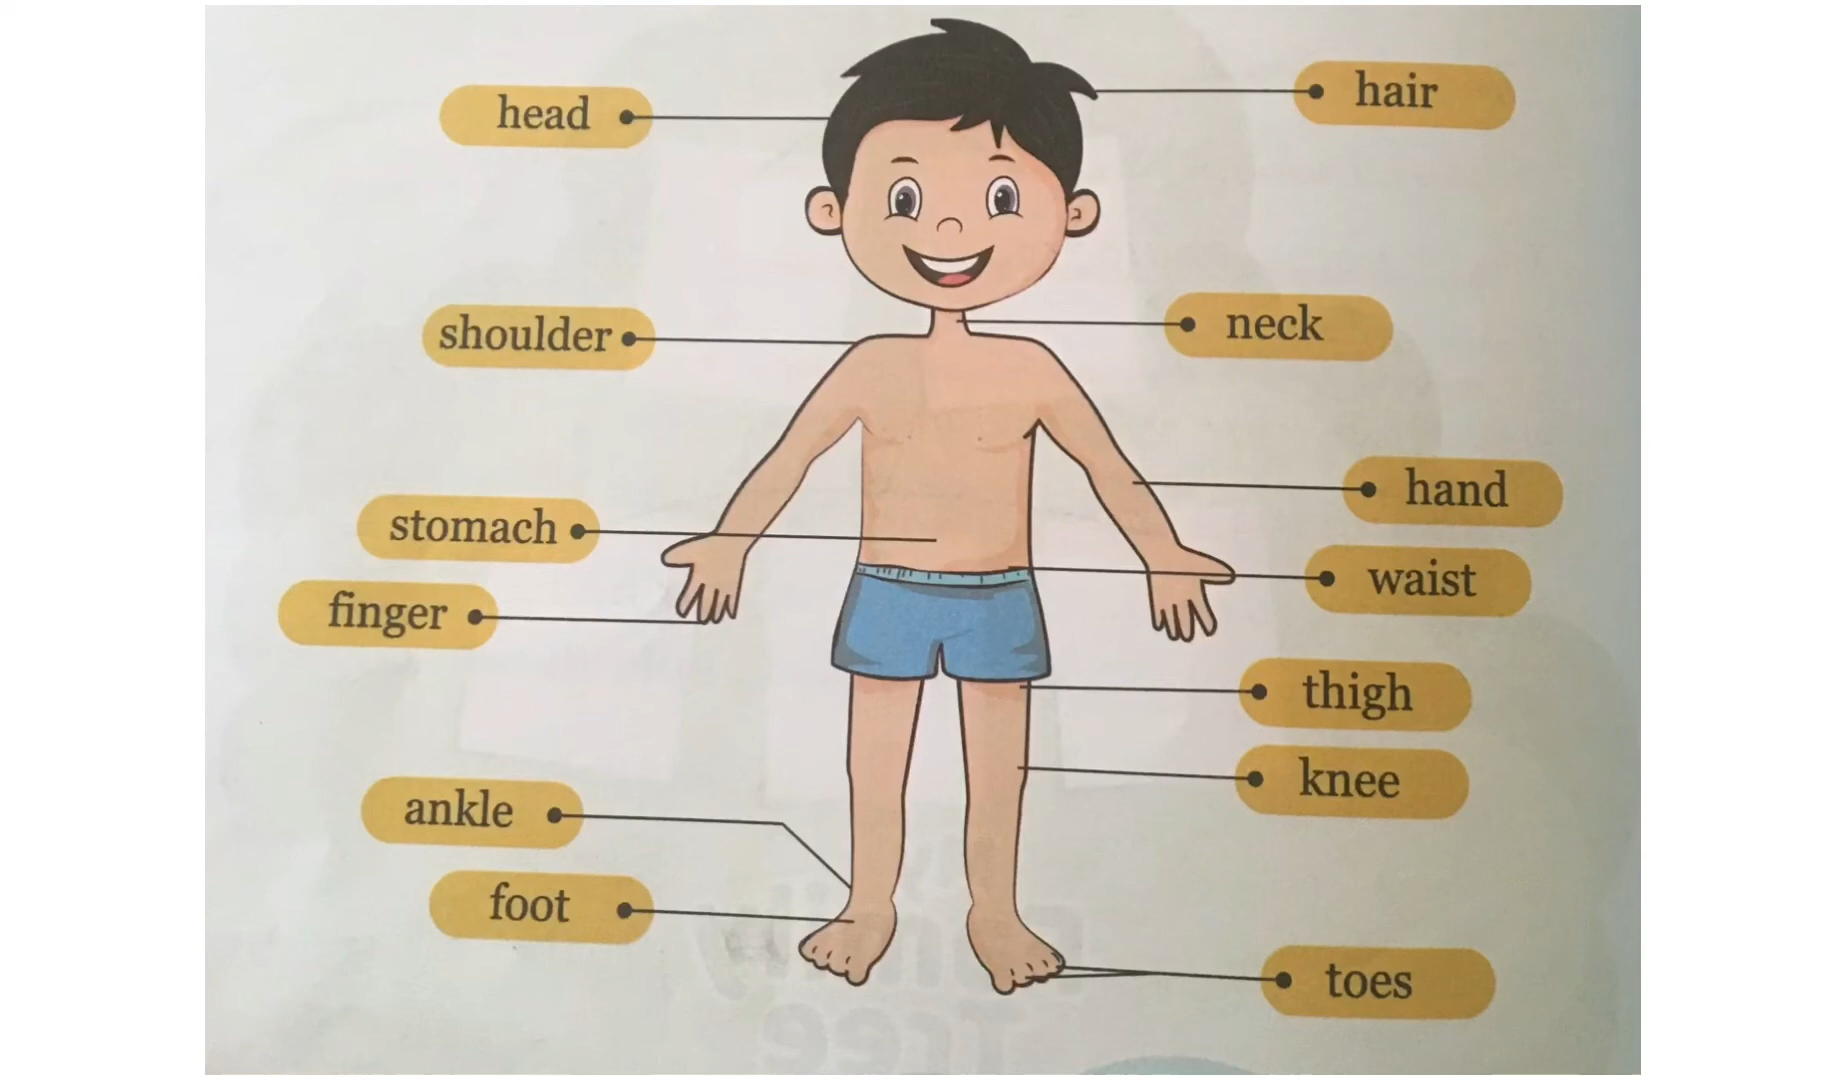 head
hair
shoulder
neck
hand
stomach
waist
finger
thigh
knee
ankle
foot
toes